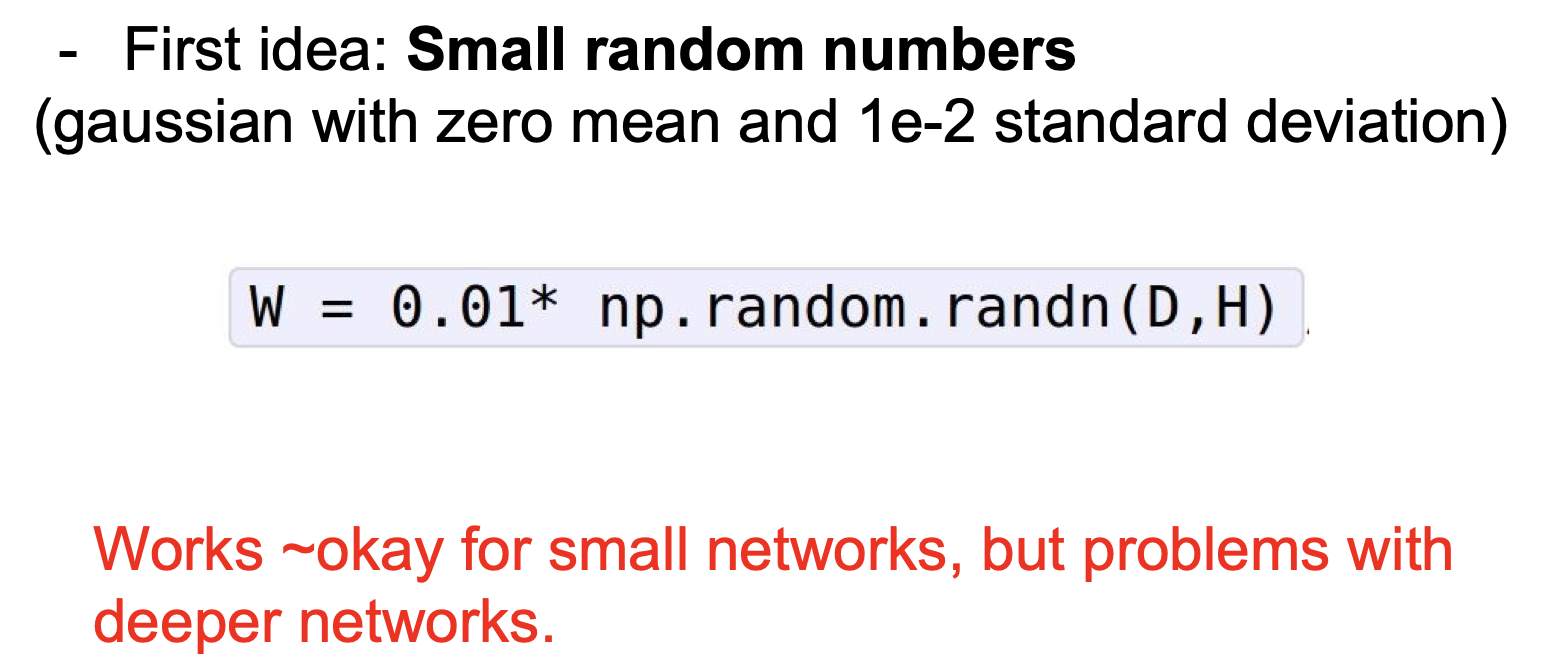 - First idea: Small random numbers
(gaussian with zero mean and 1e-2 standard deviation)
W = 0.01* np.random.randn(D,H)
Works ~okay for small networks, but problems with
deeper networks.